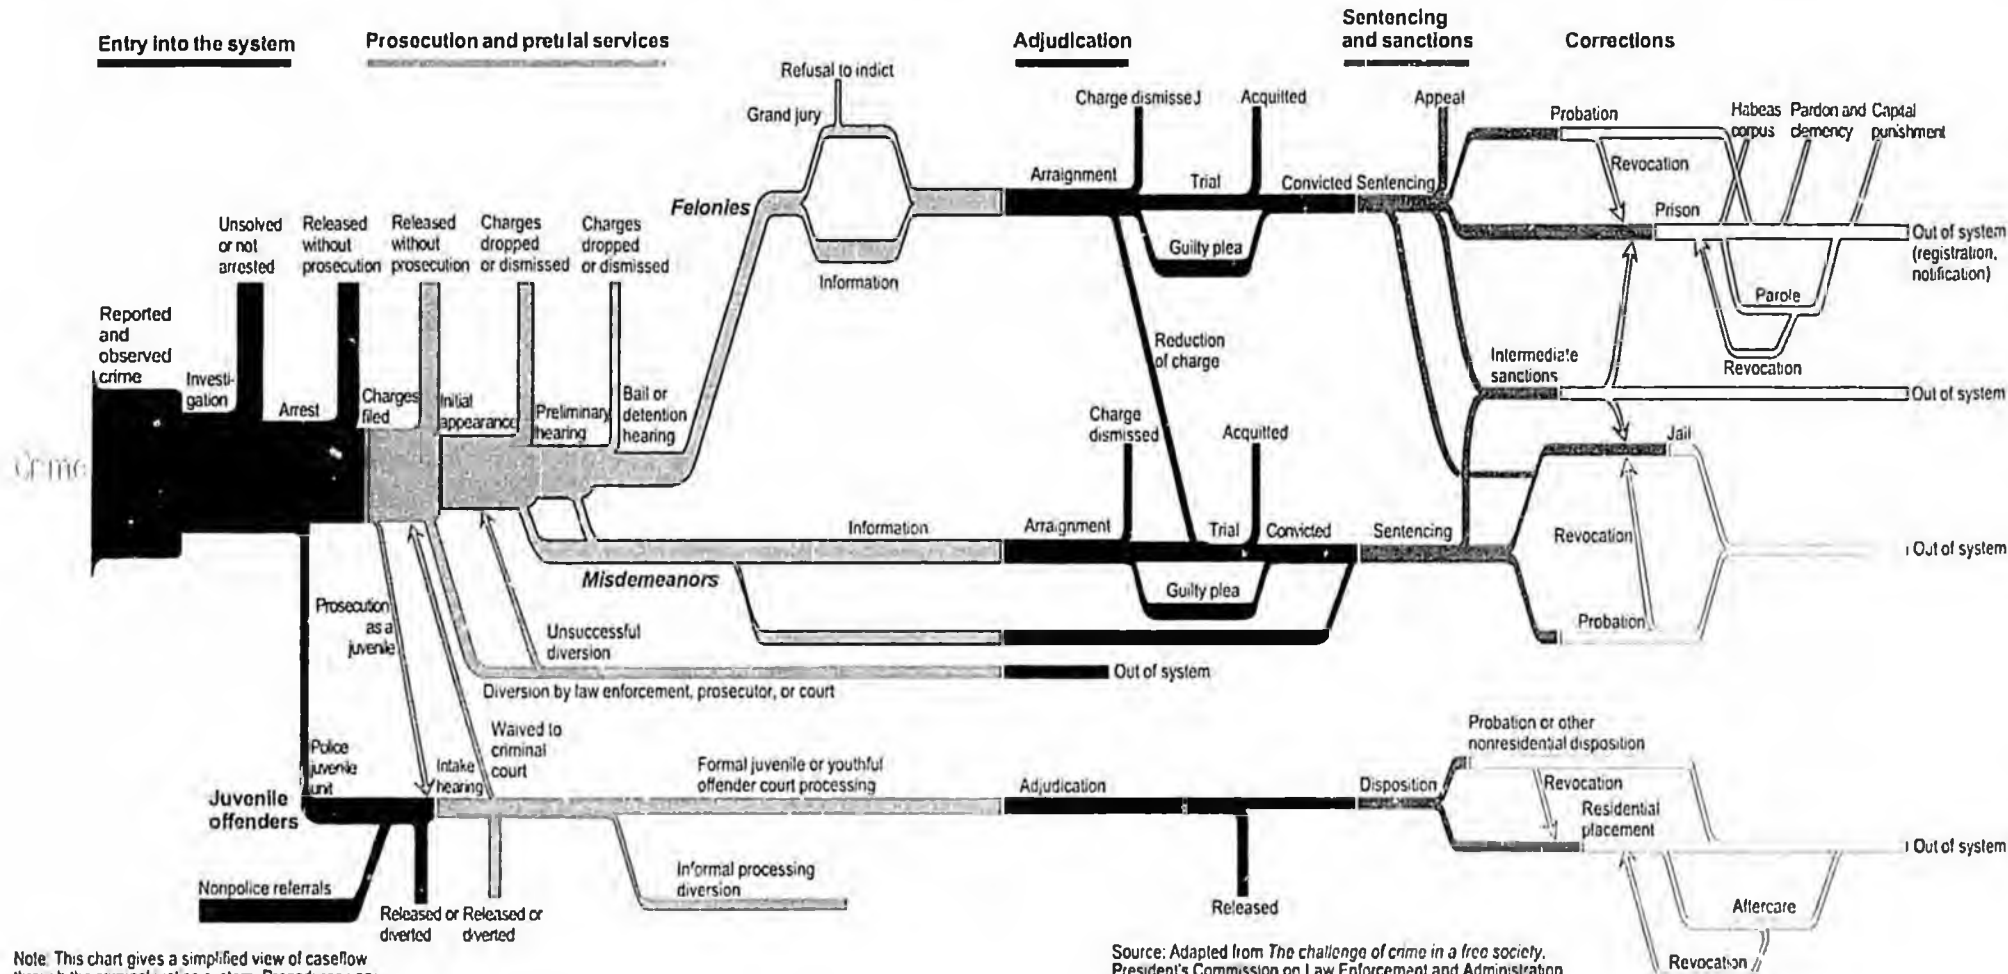 Entry into the system
Prosecution and pretrial services
Adjudication
Sentencing
and sanctions
Corrections
Refusal to indict
Grand jury
Felonies
Information
Charge dismissed
Acquitted
Appeal
Probation
Habeas
corpus
Pardon and
clemency
Capital
punishment
Arraignment
Trial
Convicted
Sentencing
Revocation
Prison
Guilty plea
Out of system
(registration,
notification)
Parole
Revocation
Unsolved
or not
arrested
Released
without
prosecution
Released
without
prosecution
Charges
dropped
or dismissed
Charges
dropped
or dismissed
Reported
and
observed
crime
Investi-
gation
Arrest
Charges
filed
Initial
appearance
Preliminary
hearing
Bail or
detention
hearing
Reduction
of charge
Intermediate
sanctions
Out of system
Crime
Charge
dismissed
Acquitted
Jail
Information
Arraignment
Trial
Convicted
Sentencing
Revocation
Out of system
Misdemeanors
Guilty plea
Probation
Prosecution
as a
juvenile
Unsuccessful
diversion
Out of system
Diversion by law enforcement, prosecutor, or court
Waived to
criminal
court
Police
juvenile
unit
Intake
hearing
Juvenile
offenders
Formal juvenile or youthful
offender court processing
Adjudication
Disposition
Probation or other
nonresidential disposition
Revocation
Residential
placement
Out of system
Nonpolice referrals
Released or
diverted
Released or
diverted
Informal processing
diversion
Released
Aftercare
Revocation
Note: This chart gives a simplified view of caseflow
Source: Adapted from The challenge of crime in a free society.
President's Commission on Law Enforcement and Administration